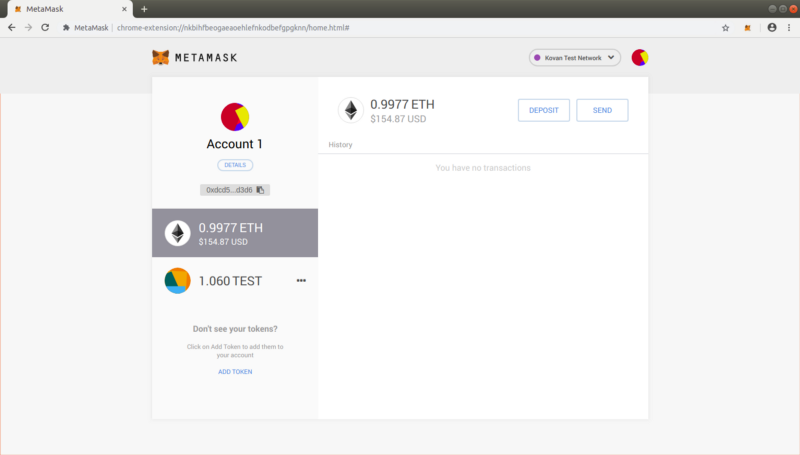 MetaMask
MetaMask | chrome-extension://nkbihfbeogaeaoehlefnkodbefgpgknn/home.html#
METAMASK
Kovan Test Network
Account 1
DETAILS
0xdcd5...d3d6
0.9977 ETH
$154.87 USD
1.060 TEST
Don't see your tokens?
Click on Add Token to add them to
your account
ADD TOKEN
0.9977 ETH
$154.87 USD
DEPOSIT
SEND
History
You have no transactions